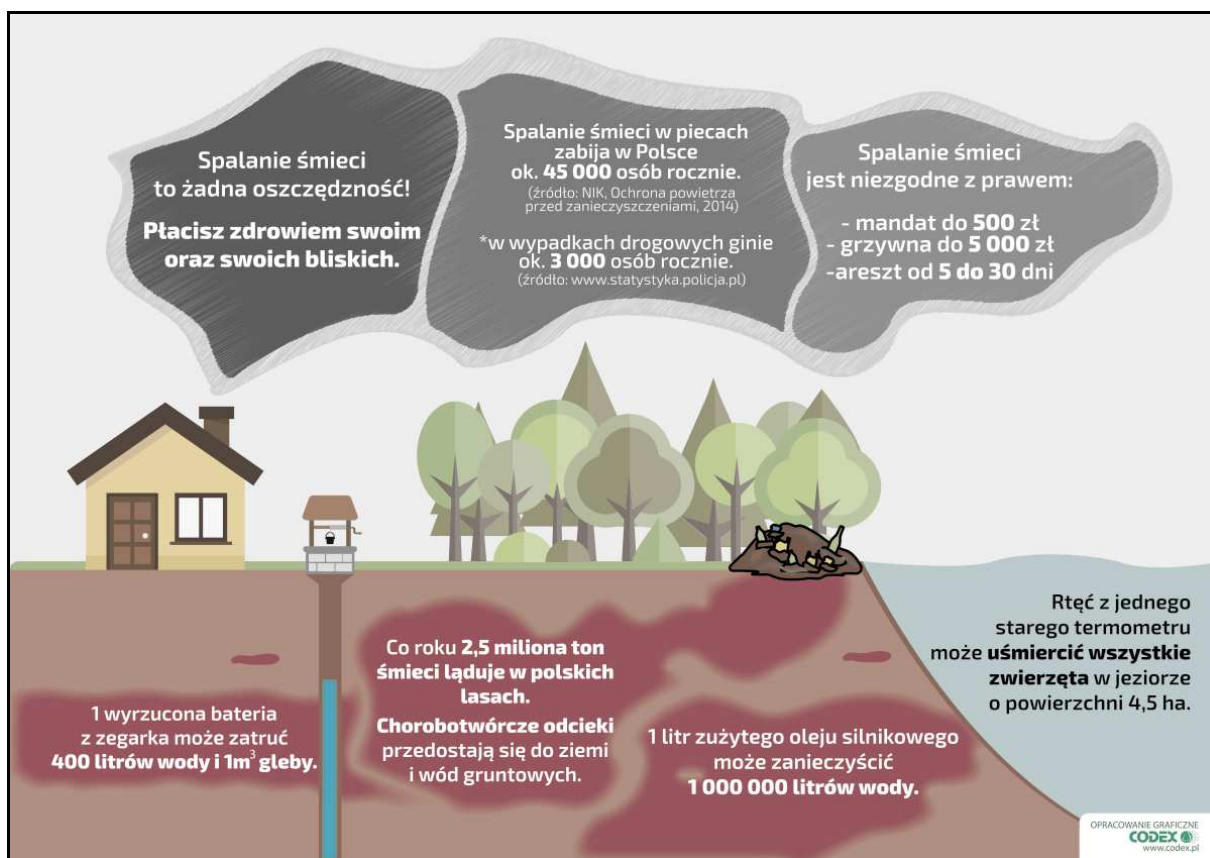 Spalanie śmieci
to żadna oszczędność!
Płacisz zdrowiem swoim
oraz swoich bliskich.
Spalanie śmieci w piecach
zabija w Polsce
ok. 45 000 osób rocznie.
(źródło: NIK, Ochrona powietrza
przed zanieczyszczeniami, 2014)
*w wypadkach drogowych ginie
ok. 3 000 osób rocznie.
(źródło: www.statystyka.policja.pl)
Spalanie śmieci
jest niezgodne z prawem:
- mandat do 500 zł
- grzywna do 5 000 zł
-areszt od 5 do 30 dni
1 wyrzucona bateria
z zegarka może zatruć
400 litrów wody i 1m³ gleby.
Co roku 2,5 miliona ton
śmieci ląduje w polskich
lasach.
Chorobotwórcze odcieki
przedostają się do ziemi
i wód gruntowych.
1 litr zużytego oleju silnikowego
może zanieczyścić
1 000 000 litrów wody.
Rtęć z jednego
starego termometru
może uśmiercić wszystkie
zwierzęta w jeziorze
o powierzchni 4,5 ha.
OPRACOWANIE GRAFICZNE
CODEX
www.codex.pl